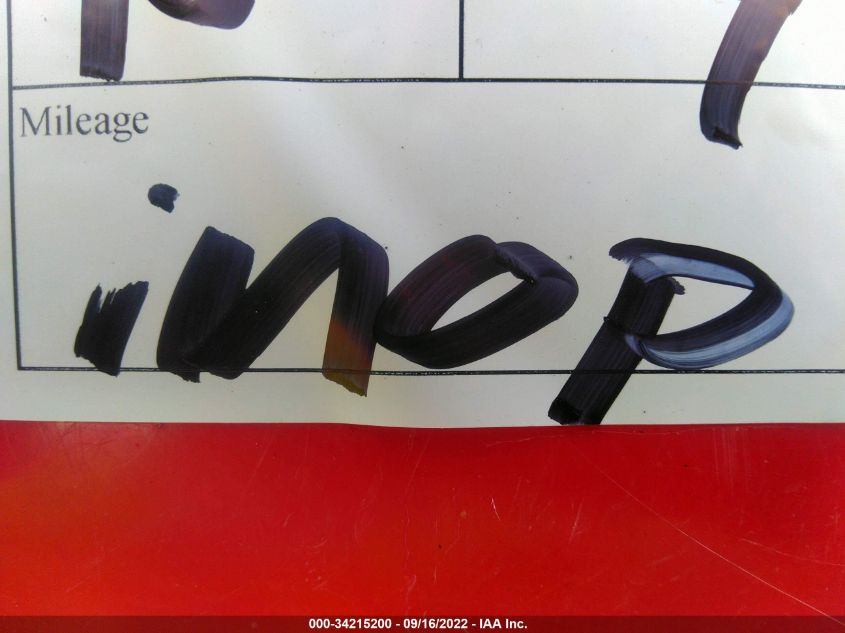 Mileage
inop
000-34215200 - 09/16/2022 - IAA Inc.